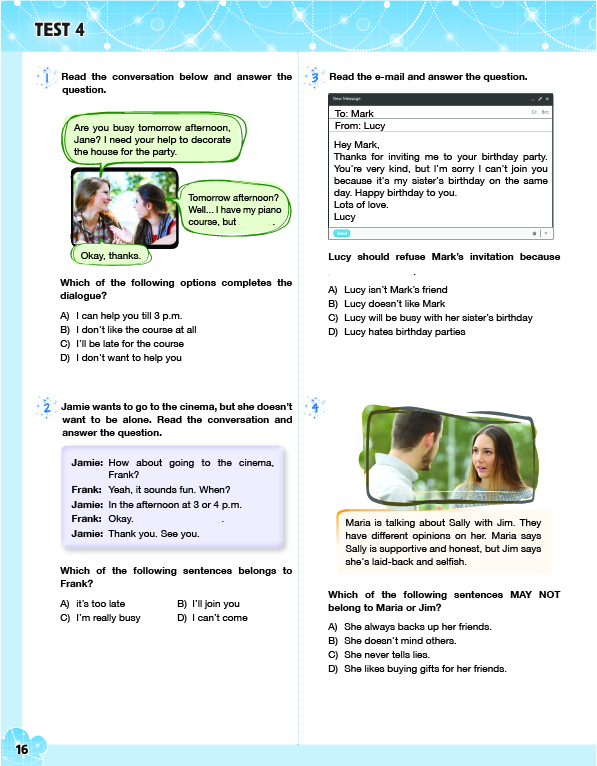 TEST 4
1 Read the conversation below and answer the
question.
Are you busy tomorrow afternoon,
Jane? I need your help to decorate
the house for the party.
Tomorrow afternoon?
Well... I have my piano
course, but .
Okay, thanks.
Which of the following options completes the
dialogue?
A) I can help you till 3 p.m.
B) I don't like the course at all
C) I'll be late for the course
D) I don't want to help you
2 Jamie wants to go to the cinema, but she doesn't
want to be alone. Read the conversation and
answer the question.
Jamie: How about going to the cinema,
Frank?
Frank: Yeah, it sounds fun. When?
Jamie: In the afternoon at 3 or 4 p.m.
Frank: Okay. .
Jamie: Thank you. See you.
Which of the following sentences belongs to
Frank?
A) it's too late B) I'll join you
C) I'm really busy D) I can't come
3 Read the e-mail and answer the question.
New Message
To: Mark Cc Bcc
From: Lucy
Hey Mark,
Thanks for inviting me to your birthday party.
You're very kind, but I'm sorry I can't join you
because it's my sister's birthday on the same
day. Happy birthday to you.
Lots of love.
Lucy
Send
Lucy should refuse Mark's invitation because
.
A) Lucy isn't Mark's friend
B) Lucy doesn't like Mark
C) Lucy will be busy with her sister's birthday
D) Lucy hates birthday parties
4
Maria is talking about Sally with Jim. They
have different opinions on her. Maria says
Sally is supportive and honest, but Jim says
she's laid-back and selfish.
Which of the following sentences MAY NOT
belong to Maria or Jim?
A) She always backs up her friends.
B) She doesn't mind others.
C) She never tells lies.
D) She likes buying gifts for her friends.
16